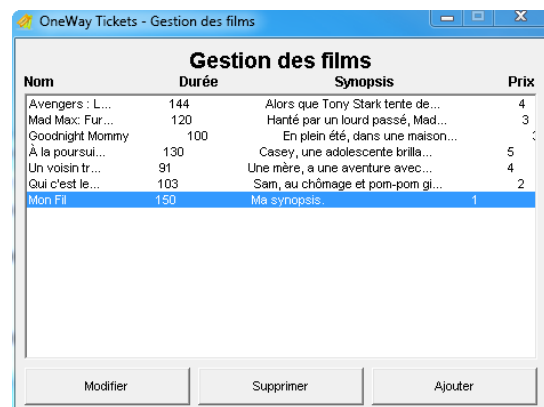 OneWay Tickets - Gestion des films
Gestion des films
Nom Durée Synopsis Prix
Avengers : L... 144 Alors que Tony Stark tente de... 4
Mad Max: Fur... 120 Hanté par un lourd passé, Mad... 3
Goodnight Mommy 100 En plein été, dans une maison...
À la poursui... 130 Casey, une adolescente brilla... 5
Un voisin tr... 91 Une mère, a une aventure avec... 4
Qui c'est le... 103 Sam, au chômage et pom-pom gi... 2
Mon Fil 150 Ma synopsis. 1
Modifier Supprimer Ajouter